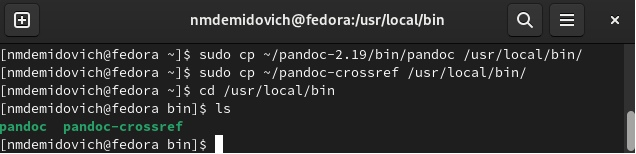 nmdemidovich@fedora:/usr/local/bin
[nmdemidovich@fedora ~]$ sudo cp ~/pandoc-2.19/bin/pandoc /usr/local/bin/
[nmdemidovich@fedora ~]$ sudo cp ~/pandoc-crossref /usr/local/bin/
[nmdemidovich@fedora ~]$ cd /usr/local/bin
[nmdemidovich@fedora bin]$ ls
pandoc  pandoc-crossref
[nmdemidovich@fedora bin]$